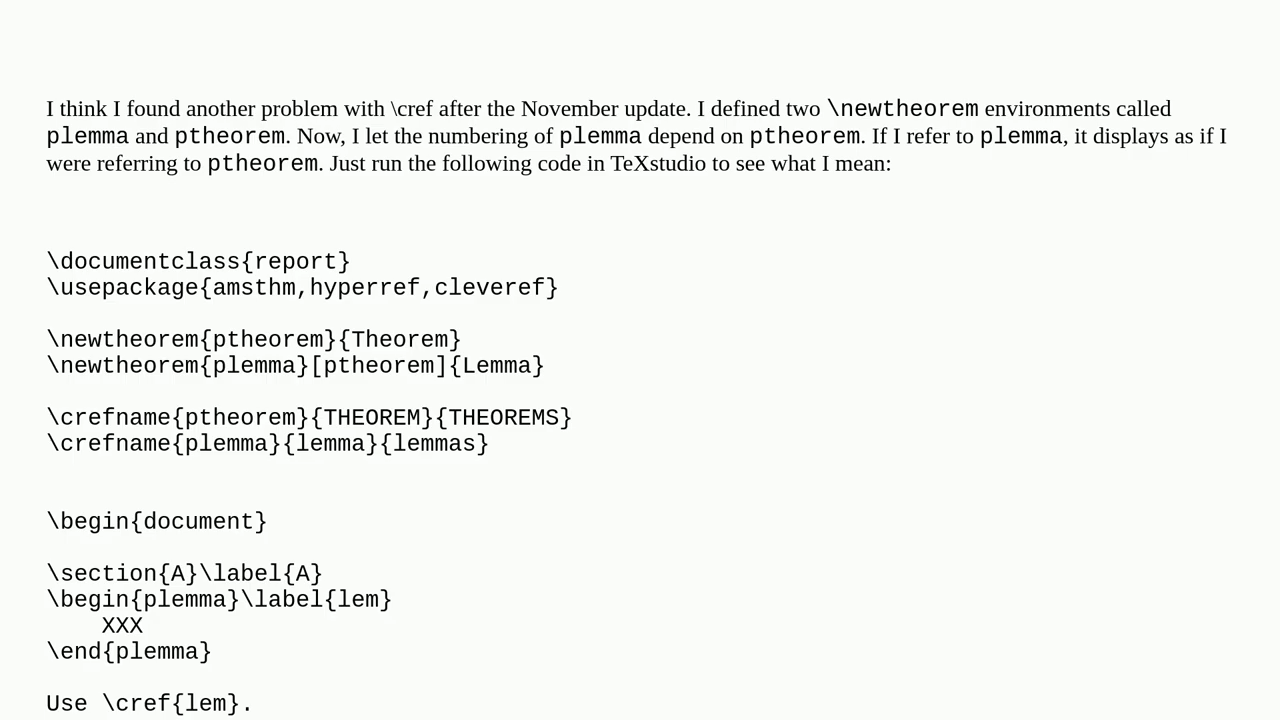 I think I found another problem with \cref after the November update. I defined two \newtheorem environments called
plemma and ptheorem. Now, I let the numbering of plemma depend on ptheorem. If I refer to plemma, it displays as if I
were referring to ptheorem. Just run the following code in TeXstudio to see what I mean:
\documentclass{report}
\usepackage{amsthm,hyperref,cleveref}
\newtheorem{ptheorem}{Theorem}
\newtheorem{plemma}[ptheorem]{Lemma}
\crefname{ptheorem}{THEOREM}{THEOREMS}
\crefname{plemma}{lemma}{lemmas}
\begin{document}
\section{A}\label{A}
\begin{plemma}\label{lem}
    XXX
\end{plemma}
Use \cref{lem}.